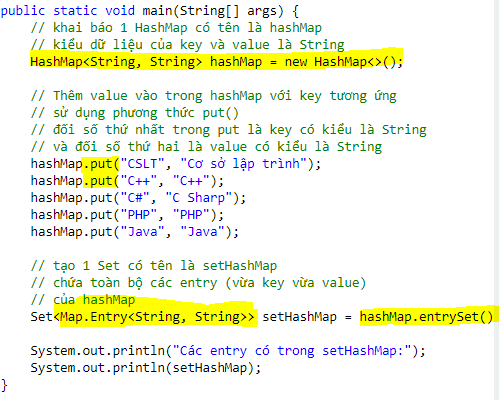 public static void main(String[] args) {
// khai báo 1 HashMap có tên là hashMap
// kiểu dữ liệu của key và value là String
HashMap<String, String> hashMap = new HashMap<>();
// Thêm value vào trong hashMap với key tương ứng
// sử dụng phương thức put()
// đối số thứ nhất trong put là key có kiểu là String
// và đối số thứ hai là value có kiểu là String
hashMap.put("CSLT", "Cơ sở lập trình");
hashMap.put("C++", "C++");
hashMap.put("C#", "C Sharp");
hashMap.put("PHP", "PHP");
hashMap.put("Java", "Java");
// tạo 1 Set có tên là setHashMap
// chứa toàn bộ các entry (vừa key vừa value)
// của hashMap
Set<Map.Entry<String, String>> setHashMap = hashMap.entrySet()
System.out.println("Các entry có trong setHashMap:");
System.out.println(setHashMap);
}